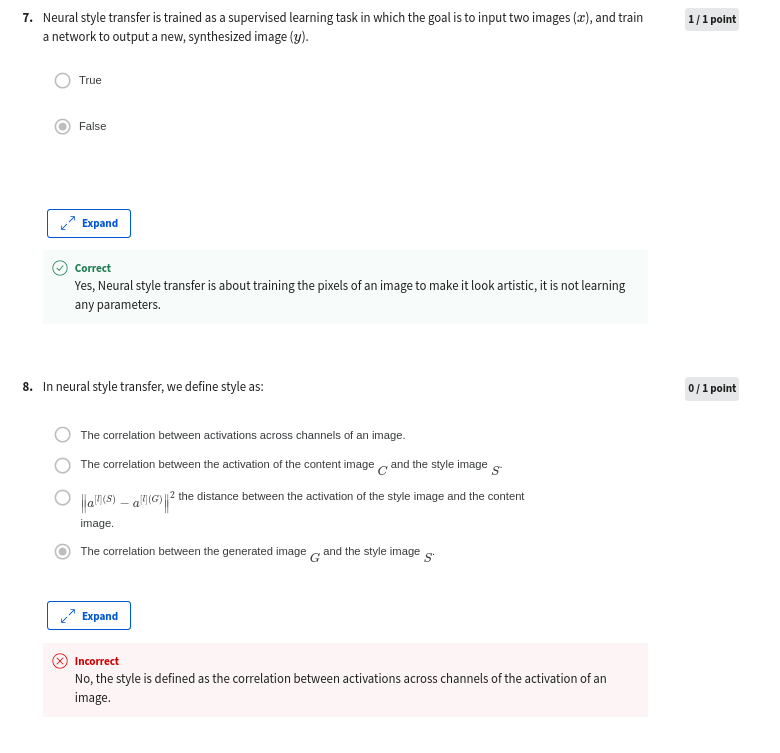 7. Neural style transfer is trained as a supervised learning task in which the goal is to input two images (x), and train 1 / 1 point
a network to output a new, synthesized image (y).
True
False
Expand
Correct
Yes, Neural style transfer is about training the pixels of an image to make it look artistic, it is not learning
any parameters.
8. In neural style transfer, we define style as: 0 / 1 point
The correlation between activations across channels of an image.
The correlation between the activation of the content image C and the style image S.
‖a^{[l](S)} − a^{[l](G)}‖² the distance between the activation of the style image and the content
image.
The correlation between the generated image G and the style image S.
Expand
Incorrect
No, the style is defined as the correlation between activations across channels of the activation of an
image.